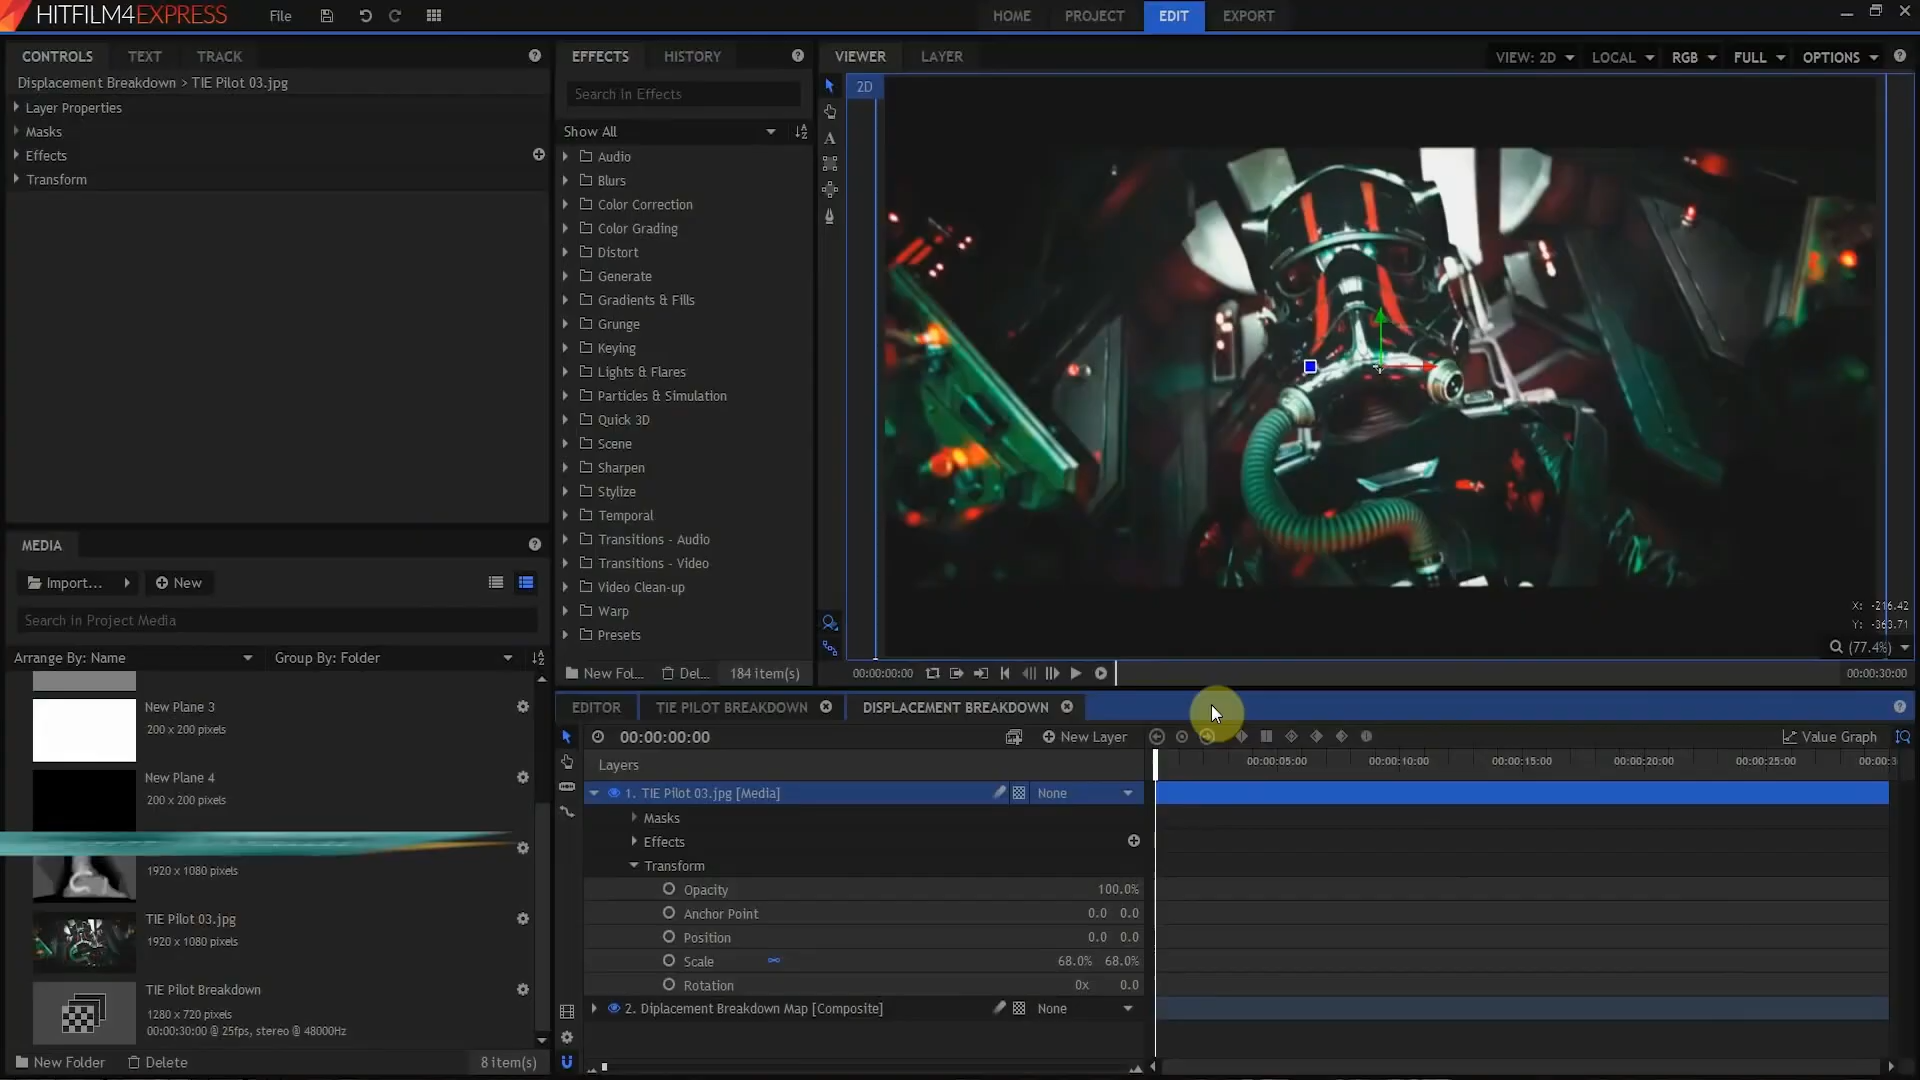 HITFILM4EXPRESS
File
HOME
PROJECT
EDIT
EXPORT
CONTROLS
TEXT
TRACK
Displacement Breakdown > TIE Pilot 03.jpg
Layer Properties
Masks
Effects
Transform
EFFECTS
HISTORY
Search in Effects
Show All
Audio
Blurs
Color Correction
Color Grading
Distort
Generate
Gradients & Fills
Grunge
Keying
Lights & Flares
Particles & Simulation
Quick 3D
Scene
Sharpen
Stylize
Temporal
Transitions - Audio
Transitions - Video
Video Clean-up
Warp
Presets
New Fol...
Del...
184 item(s)
VIEWER
LAYER
VIEW: 2D
LOCAL
RGB
FULL
OPTIONS
2D
X: -216.42
Y: -363.71
(77.4%)
00:00:00:00
00:00:30:00
MEDIA
Import...
New
Search in Project Media
Arrange By: Name
Group By: Folder
New Plane 3
200 x 200 pixels
New Plane 4
200 x 200 pixels
1920 x 1080 pixels
TIE Pilot 03.jpg
1920 x 1080 pixels
TIE Pilot Breakdown
1280 x 720 pixels
00:00:30:00 @ 25fps, stereo @ 48000Hz
New Folder
Delete
8 item(s)
EDITOR
TIE PILOT BREAKDOWN
DISPLACEMENT BREAKDOWN
00:00:00:00
New Layer
Value Graph
Layers
00:00:05:00
00:00:10:00
00:00:15:00
00:00:20:00
00:00:25:00
00:00:3
1. TIE Pilot 03.jpg [Media]
None
Masks
Effects
Transform
Opacity
100.0%
Anchor Point
0.0 0.0
Position
0.0 0.0
Scale
68.0% 68.0%
Rotation
0x 0.0
2. Diplacement Breakdown Map [Composite]
None